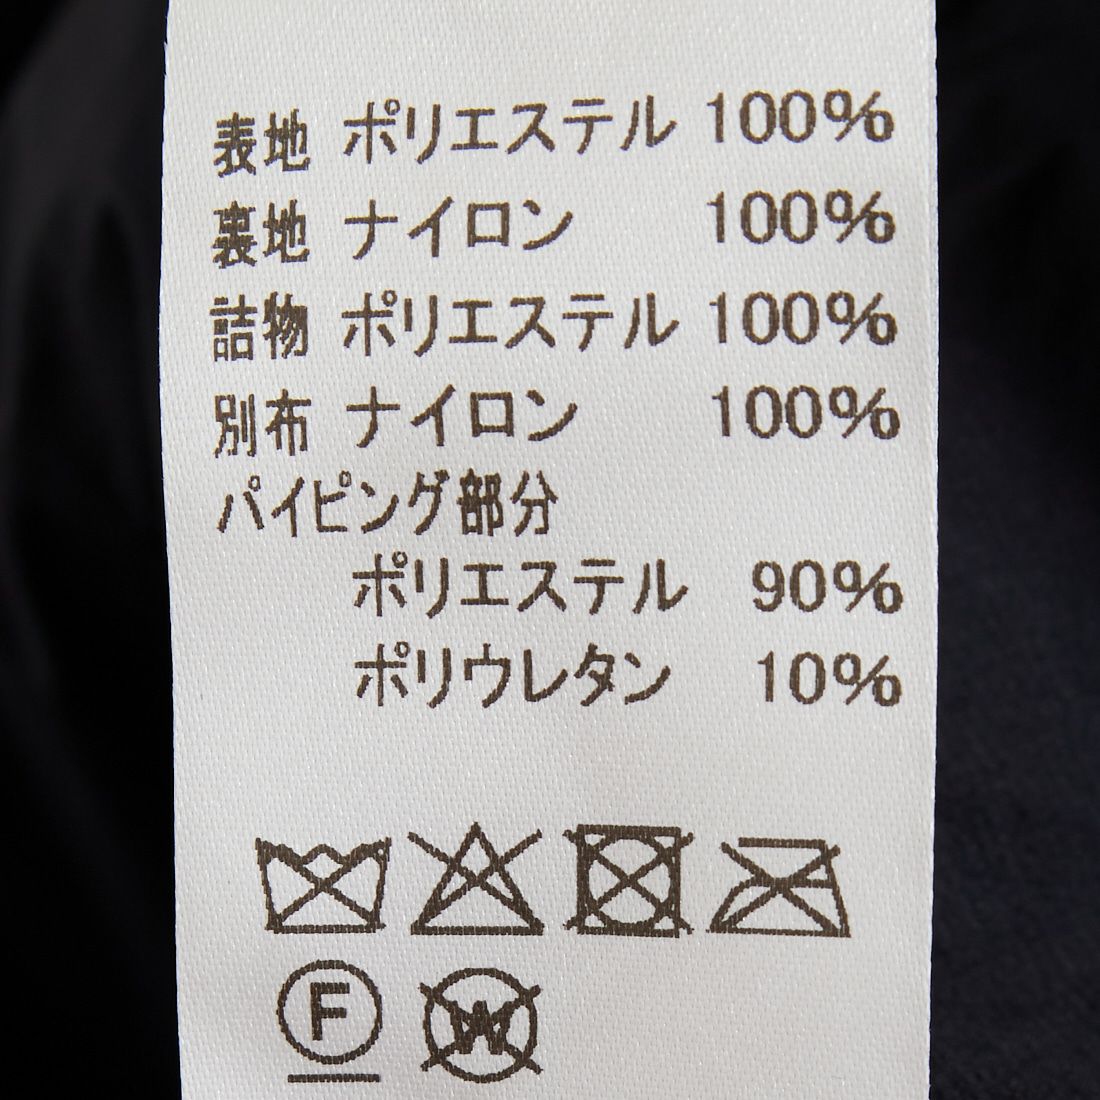 表地 ポリエステル 100%
裏地 ナイロン 100%
詰物 ポリエステル 100%
別布 ナイロン 100%
パイピング部分
ポリエステル 90%
ポリウレタン 10%
F W